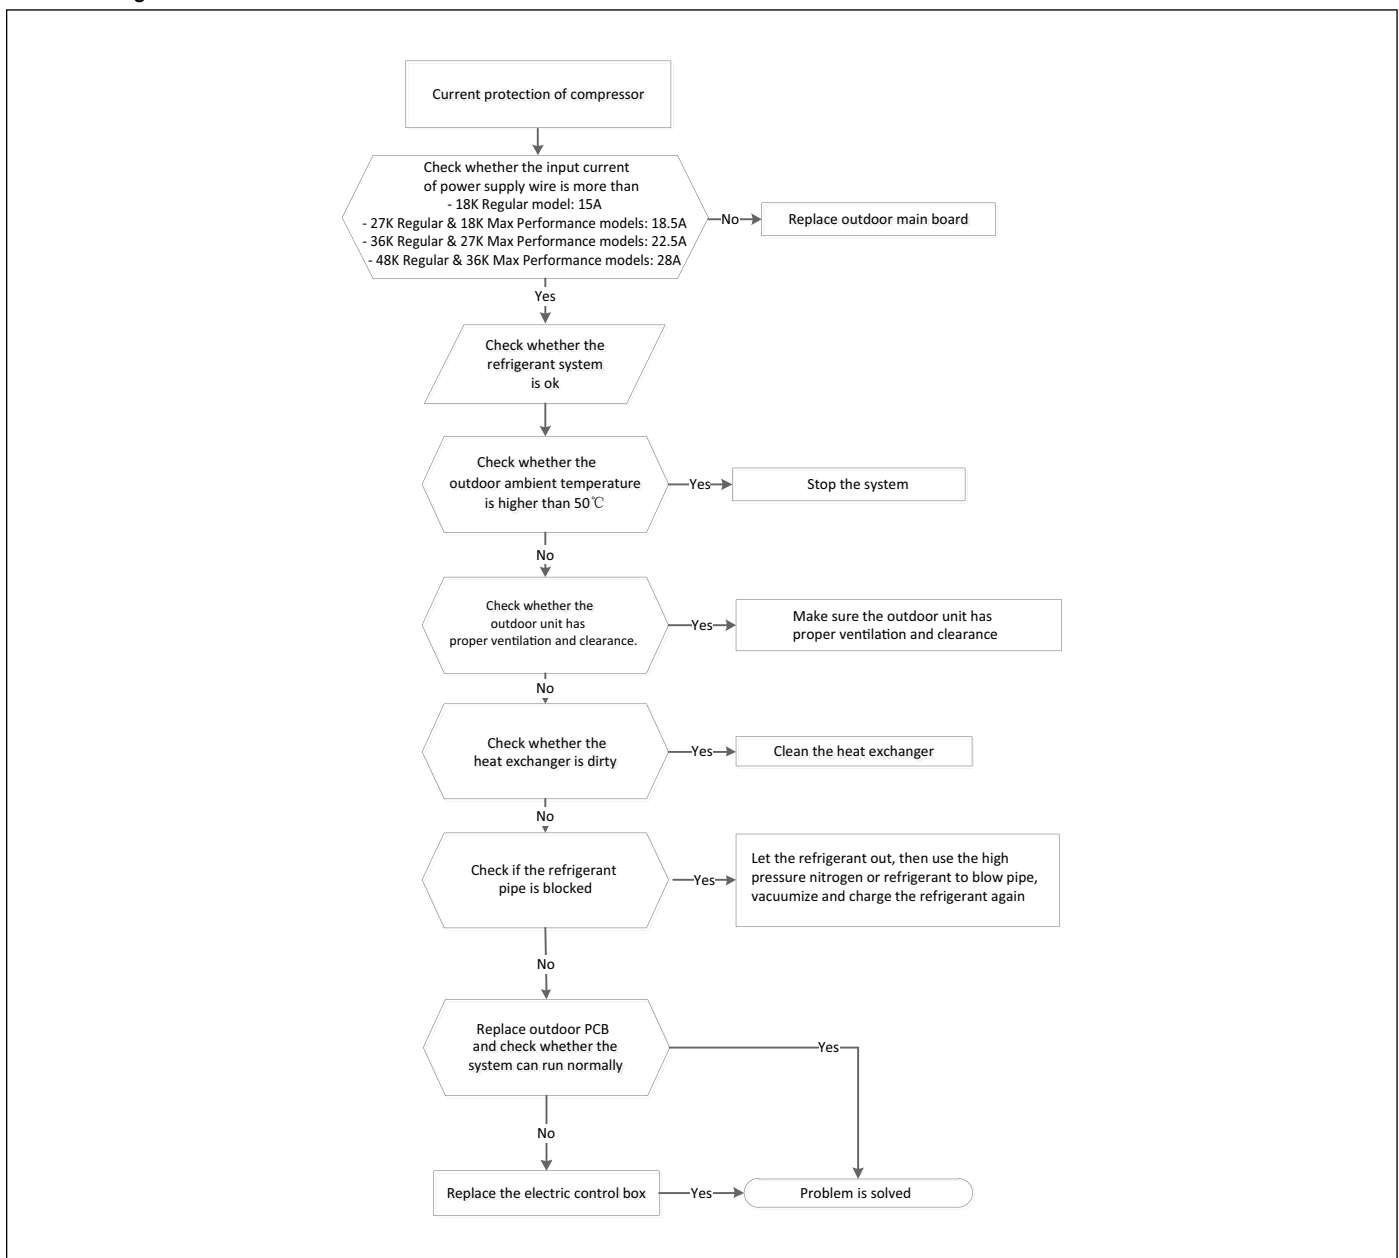 Current protection of compressor
Check whether the input current
of power supply wire is more than
- 18K Regular model: 15A
- 27K Regular & 18K Max Performance models: 18.5A
- 36K Regular & 27K Max Performance models: 22.5A
- 48K Regular & 36K Max Performance models: 28A
No
Replace outdoor main board
Yes
Check whether the
refrigerant system
is ok
Check whether the
outdoor ambient temperature
is higher than 50℃
Yes
Stop the system
No
Check whether the
outdoor unit has
proper ventilation and clearance.
Yes
Make sure the outdoor unit has
proper ventilation and clearance
No
Check whether the
heat exchanger is dirty
Yes
Clean the heat exchanger
No
Check if the refrigerant
pipe is blocked
Yes
Let the refrigerant out, then use the high
pressure nitrogen or refrigerant to blow pipe,
vacuumize and charge the refrigerant again
No
Replace outdoor PCB
and check whether the
system can run normally
Yes
No
Replace the electric control box
Yes
Problem is solved